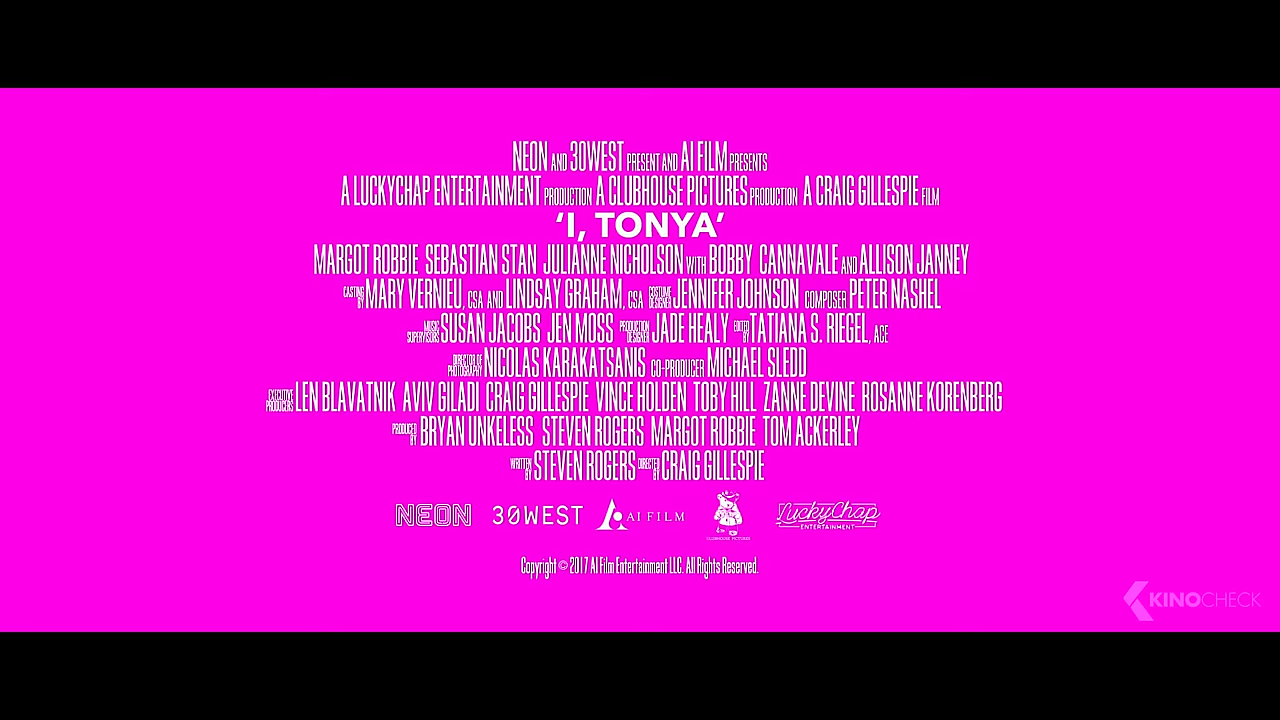 NEON AND 30WEST PRESENT AND AI FILM PRESENTS
A LUCKYCHAP ENTERTAINMENT PRODUCTION A CLUBHOUSE PICTURES PRODUCTION A CRAIG GILLESPIE FILM
‘I, TONYA’
MARGOT ROBBIE SEBASTIAN STAN JULIANNE NICHOLSON WITH BOBBY CANNAVALE AND ALLISON JANNEY
CASTING BY MARY VERNIEU, CSA AND LINDSAY GRAHAM, CSA COSTUME DESIGNER JENNIFER JOHNSON COMPOSER PETER NASHEL
MUSIC SUPERVISORS SUSAN JACOBS JEN MOSS PRODUCTION DESIGNER JADE HEALY EDITED BY TATIANA S. RIEGEL, ACE
DIRECTOR OF PHOTOGRAPHY NICOLAS KARAKATSANIS CO-PRODUCER MICHAEL SLEDD
EXECUTIVE PRODUCERS LEN BLAVATNIK AVIV GILADI CRAIG GILLESPIE VINCE HOLDEN TOBY HILL ZANNE DEVINE ROSANNE KORENBERG
PRODUCED BY BRYAN UNKELESS STEVEN ROGERS MARGOT ROBBIE TOM ACKERLEY
WRITTEN BY STEVEN ROGERS DIRECTED BY CRAIG GILLESPIE
NEON 30WEST AI FILM CLUBHOUSE PICTURES LuckyChap ENTERTAINMENT
Copyright © 2017 AI Film Entertainment LLC. All Rights Reserved.
KINOCHECK